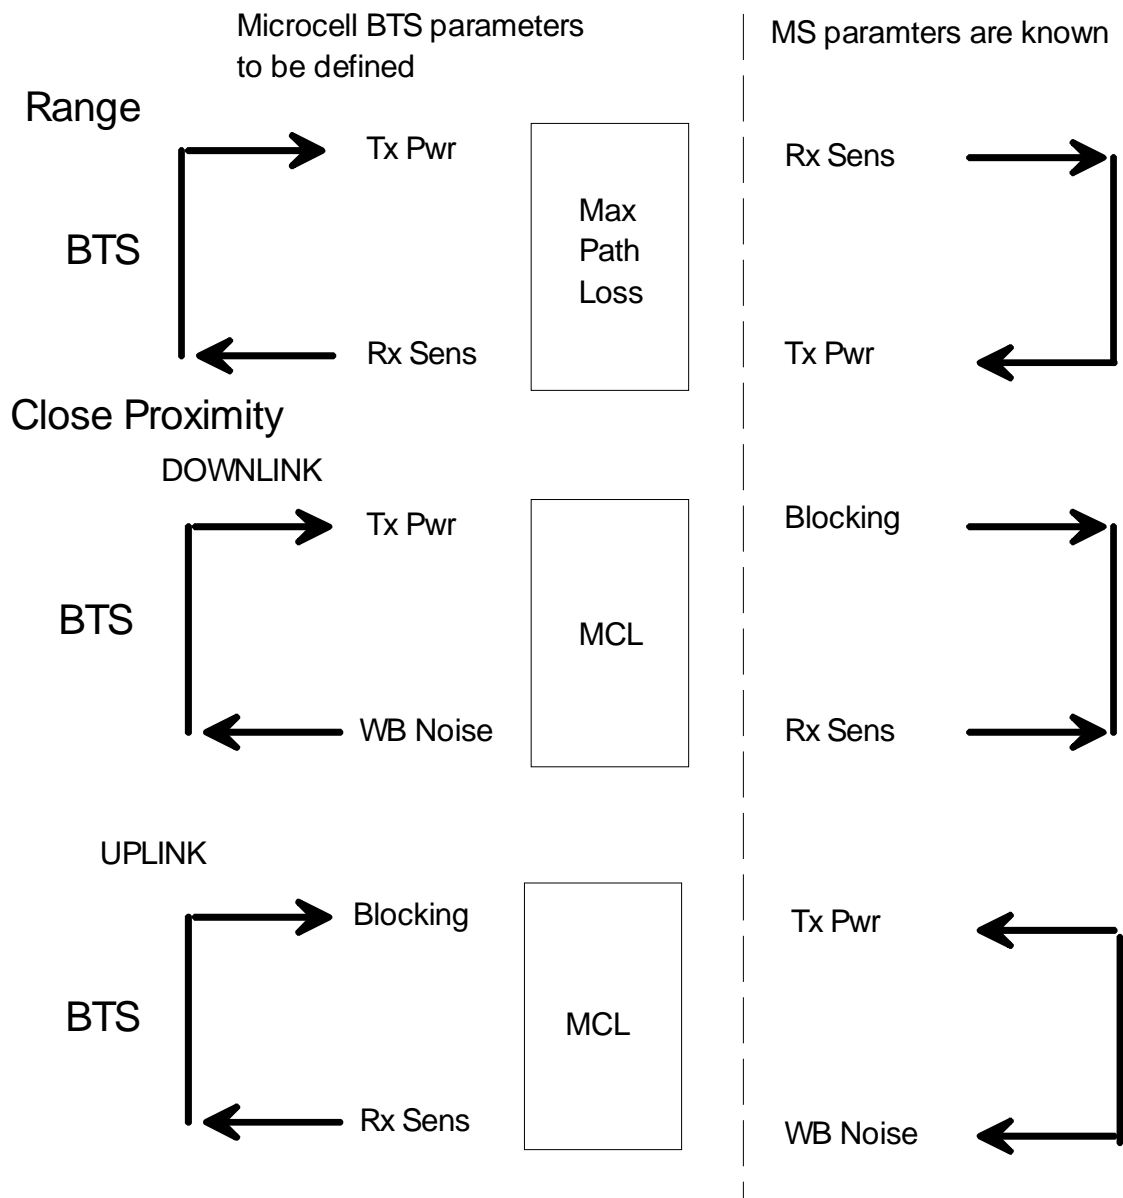 Microcell BTS parameters
to be defined
MS paramters are known
Range
Tx Pwr
Rx Sens
BTS
Max
Path
Loss
Rx Sens
Tx Pwr
Close Proximity
DOWNLINK
Tx Pwr
Blocking
BTS
MCL
WB Noise
Rx Sens
UPLINK
Blocking
Tx Pwr
BTS
MCL
Rx Sens
WB Noise